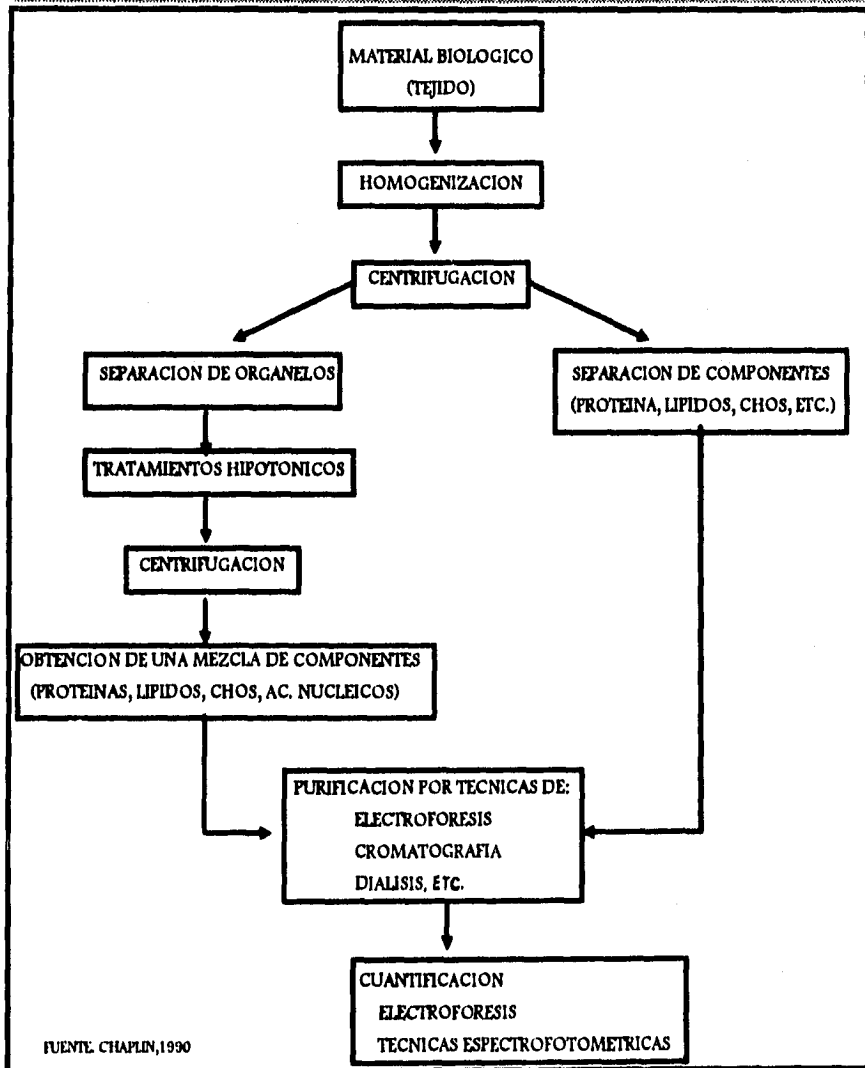 MATERIAL BIOLOGICO
(TEJIDO)
HOMOGENIZACION
CENTRIFUGACION
SEPARACION DE ORGANELOS
SEPARACION DE COMPONENTES
(PROTEINA, LIPIDOS, CHOS, ETC.)
TRATAMIENTOS HIPOTONICOS
CENTRIFUGACION
OBTENCION DE UNA MEZCLA DE COMPONENTES
(PROTEINAS, LIPIDOS, CHOS, AC. NUCLEICOS)
PURIFICACION POR TECNICAS DE:
ELECTROFORESIS
CROMATOGRAFIA
DIALISIS, ETC.
CUANTIFICACION
ELECTROFORESIS
TECNICAS ESPECTROFOTOMETRICAS
FUENTE. CHAPLIN,1990